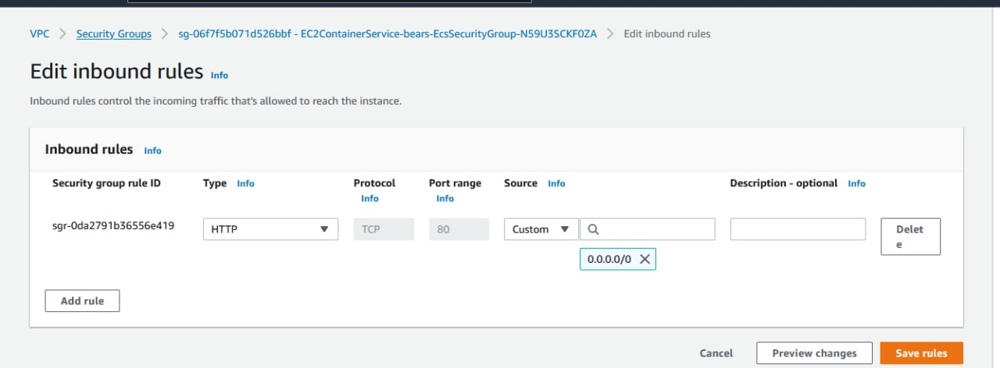 VPC > Security Groups > sg-06f7f5b071d526bbf - EC2ContainerService-bears-EcsSecurityGroup-N59U3SCKF0ZA > Edit inbound rules
Edit inbound rules Info
Inbound rules control the incoming traffic that's allowed to reach the instance.
Inbound rules Info
Security group rule ID Type Info Protocol Info Port range Info Source Info Description - optional Info
sgr-0da2791b36556e419 HTTP TCP 80 Custom Delete
0.0.0.0/0
Add rule
Cancel Preview changes Save rules